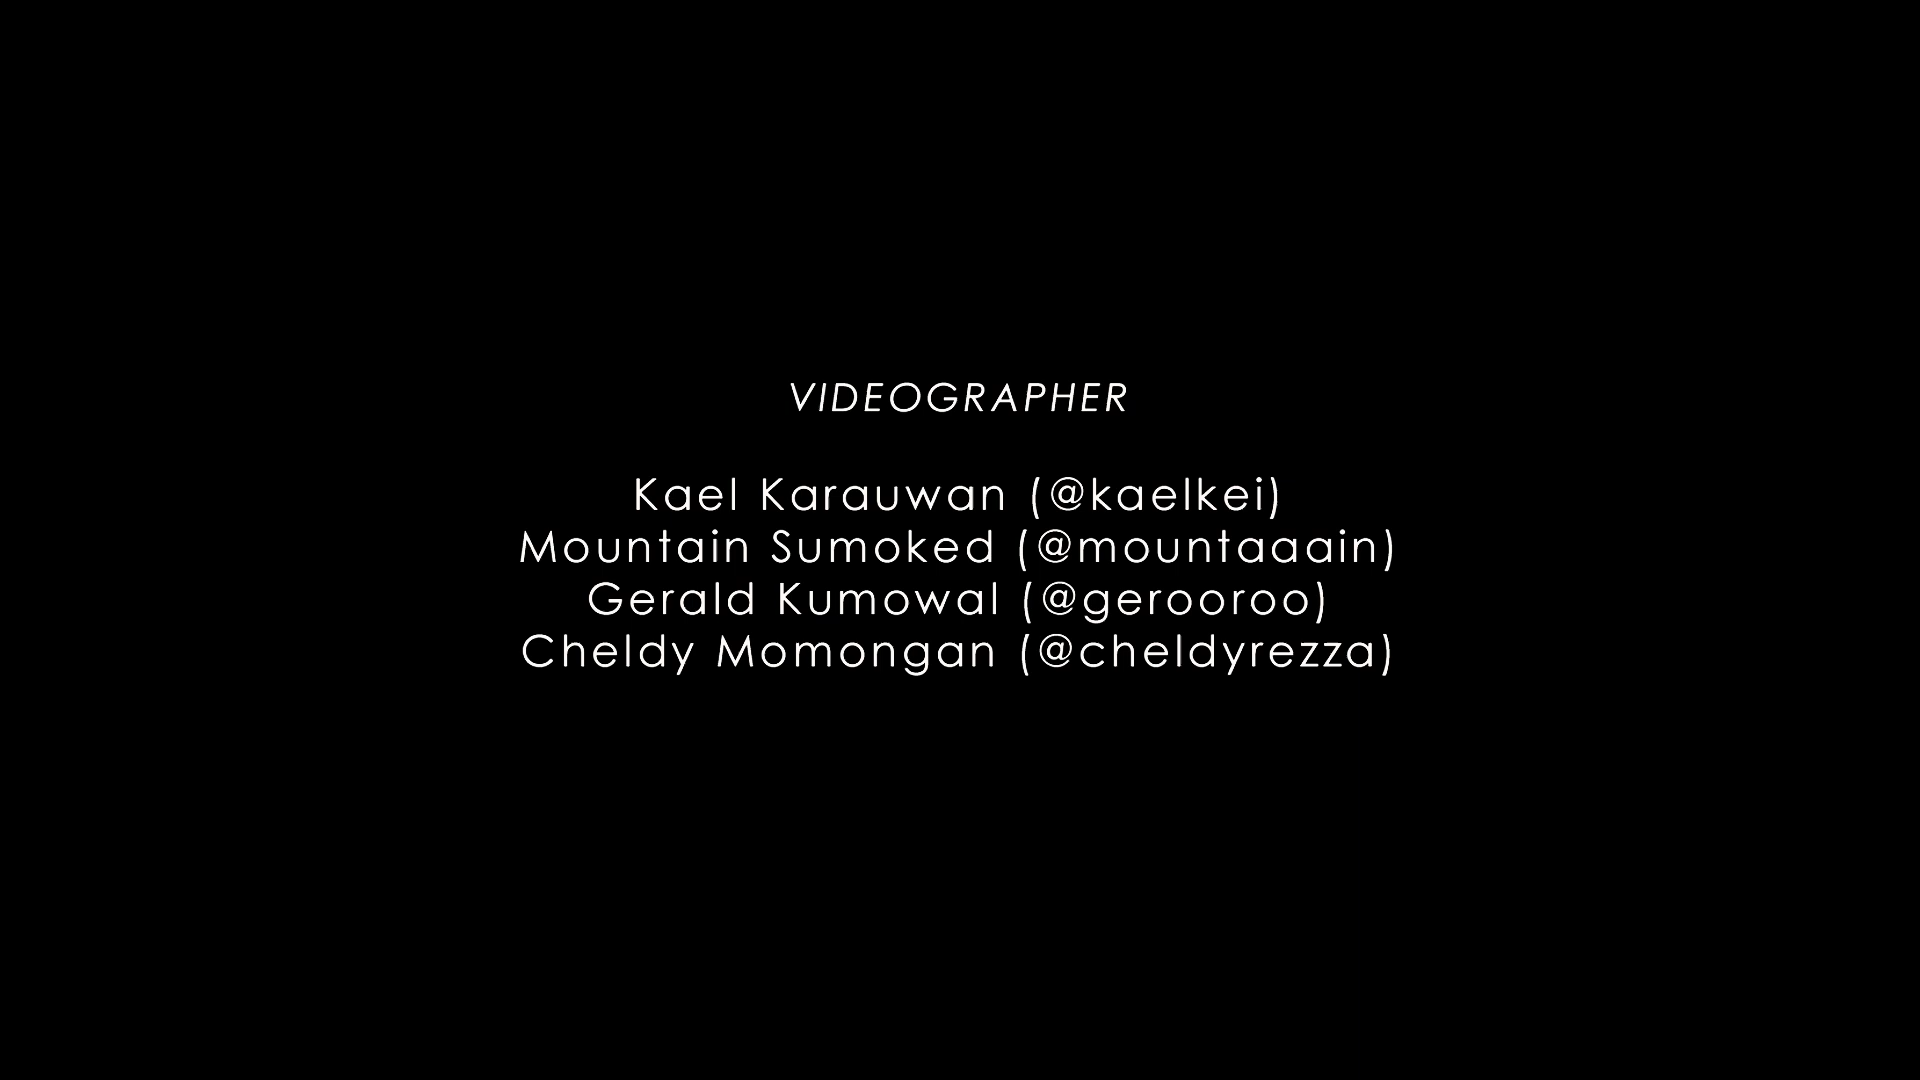 VIDEOGRAPHER
Kael Karauwan (@kaelkei)
Mountain Sumoked (@mountaaain)
Gerald Kumowal (@gerooroo)
Cheldy Momongan (@cheldyrezza)